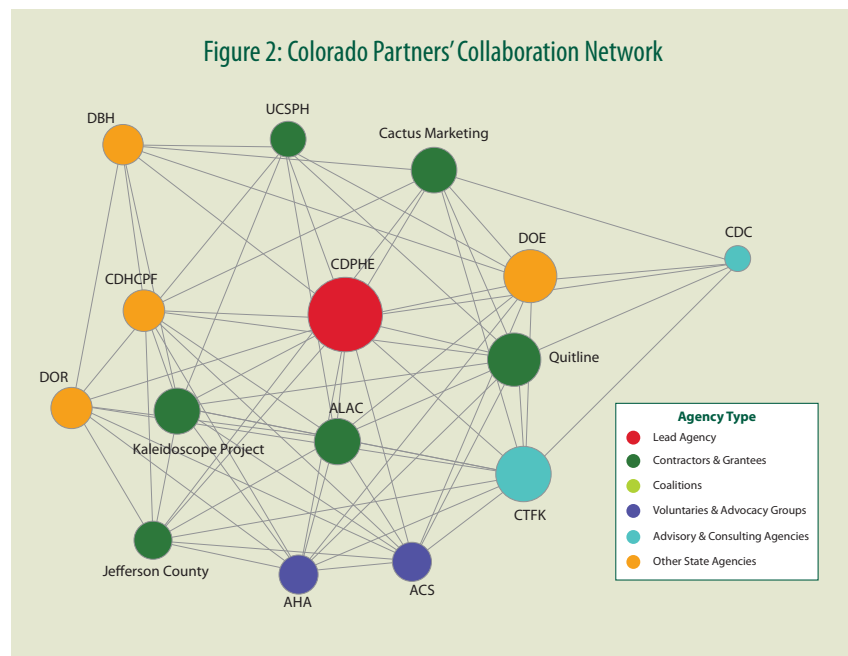 Figure 2: Colorado Partners' Collaboration Network
UCSPH
DBH
Cactus Marketing
CDC
DOE
CDPHE
CDHCPF
Quitline
DOR
ALAC
Kaleidoscope Project
CTFK
Jefferson County
ACS
AHA
Agency Type
Lead Agency
Contractors & Grantees
Coalitions
Voluntaries & Advocacy Groups
Advisory & Consulting Agencies
Other State Agencies